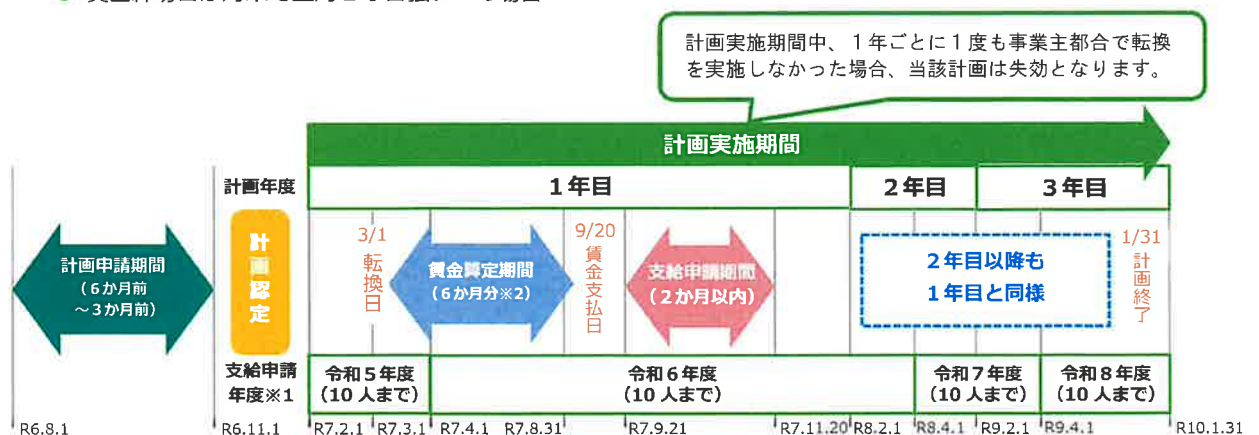 計画実施期間中、１年ごとに１度も事業主都合で転換
を実施しなかった場合、当該計画は失効となります。
計画実施期間
計画年度
１年目
２年目
３年目
計画申請期間
（６か月前
～３か月前）
計画認定
3/1
転換日
賃金算定期間
（６か月分※2）
9/20
賃金支払日
支給申請期間
（２か月以内）
２年目以降も
１年目と同様
1/31
計画終了
支給申請
年度※1
令和５年度
（10 人まで）
令和６年度
（10 人まで）
令和７年度
（10 人まで）
令和８年度
（10 人まで）
R6.8.1
R6.11.1
R7.2.1
R7.3.1
R7.4.1
R7.8.31
R7.9.21
R7.11.20
R8.2.1
R8.4.1
R9.2.1
R9.4.1
R10.1.31